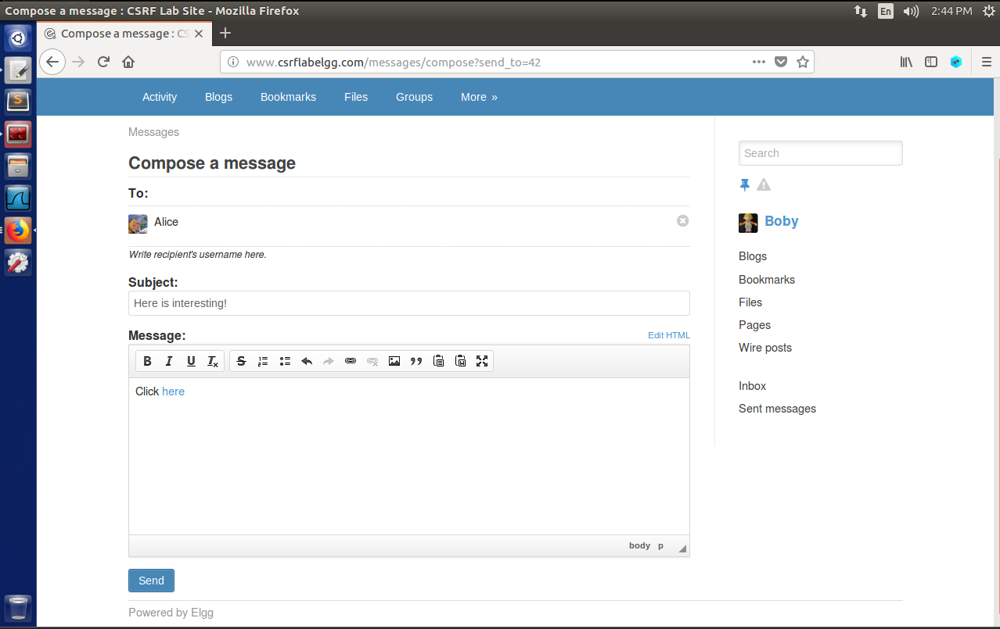 Compose a message : CSRF Lab Site - Mozilla Firefox
En
2:44 PM
Compose a message : CS
www.csrflabelgg.com/messages/compose?send_to=42
Activity Blogs Bookmarks Files Groups More »
Messages
Compose a message
To:
Alice
Write recipient's username here.
Subject:
Here is interesting!
Message:
Edit HTML
B I U Tx S
Click here
body p
Send
Powered by Elgg
Search
Boby
Blogs
Bookmarks
Files
Pages
Wire posts
Inbox
Sent messages